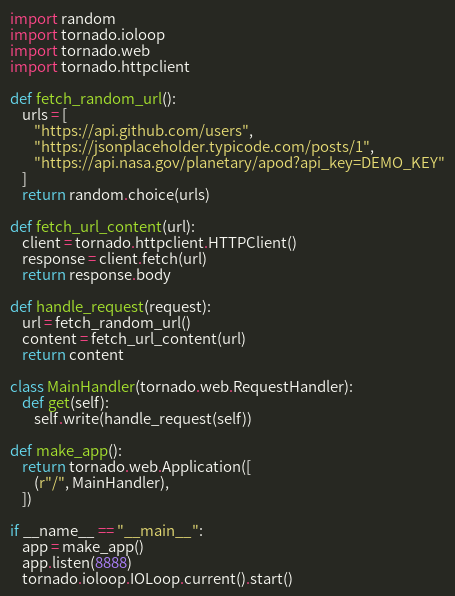 import random
import tornado.ioloop
import tornado.web
import tornado.httpclient

def fetch_random_url():
    urls = [
        "https://api.github.com/users",
        "https://jsonplaceholder.typicode.com/posts/1",
        "https://api.nasa.gov/planetary/apod?api_key=DEMO_KEY"
    ]
    return random.choice(urls)

def fetch_url_content(url):
    client = tornado.httpclient.HTTPClient()
    response = client.fetch(url)
    return response.body

def handle_request(request):
    url = fetch_random_url()
    content = fetch_url_content(url)
    return content

class MainHandler(tornado.web.RequestHandler):
    def get(self):
        self.write(handle_request(self))

def make_app():
    return tornado.web.Application([
        (r"/", MainHandler),
    ])

if __name__ == "__main__":
    app = make_app()
    app.listen(8888)
    tornado.ioloop.IOLoop.current().start()